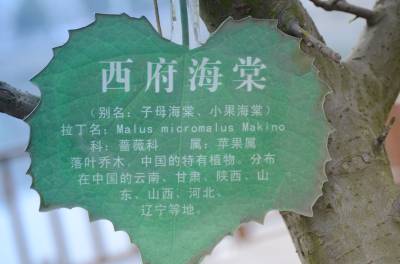 西府海棠
（别名：子母海棠、小果海棠）
拉丁名：Malus micromalus Makino
科：蔷薇科 属：苹果属
落叶乔木，中国的特有植物。分布
在中国的云南、甘肃、陕西、山
东、山西、河北、
辽宁等地。